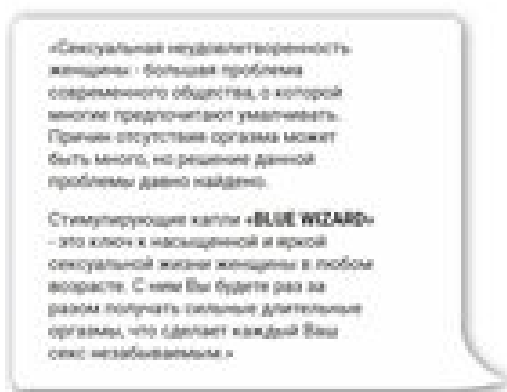 «Сексуальная неудовлетворенность
женщины - большая проблема
современного общества, о которой
многие предпочитают умалчивать.
Причин отсутствия оргазма может
быть много, но решение данной
проблемы давно найдено.
Стимулирующие капли «BLUE WIZARD»
- это ключ к насыщенной и яркой
сексуальной жизни женщины в любом
возрасте. С ним Вы будете раз за
разом получать сильные длительные
оргазмы, что сделает каждый Ваш
секс незабываемым.»